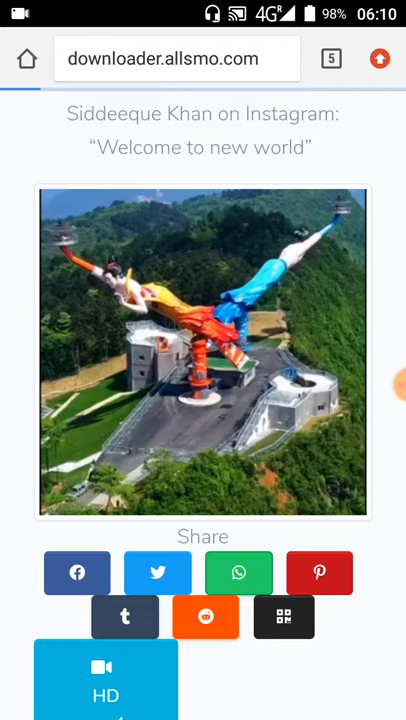 4G R 98% 06:10
downloader.allsmo.com 5
Siddeeque Khan on Instagram:
“Welcome to new world”
Share
HD